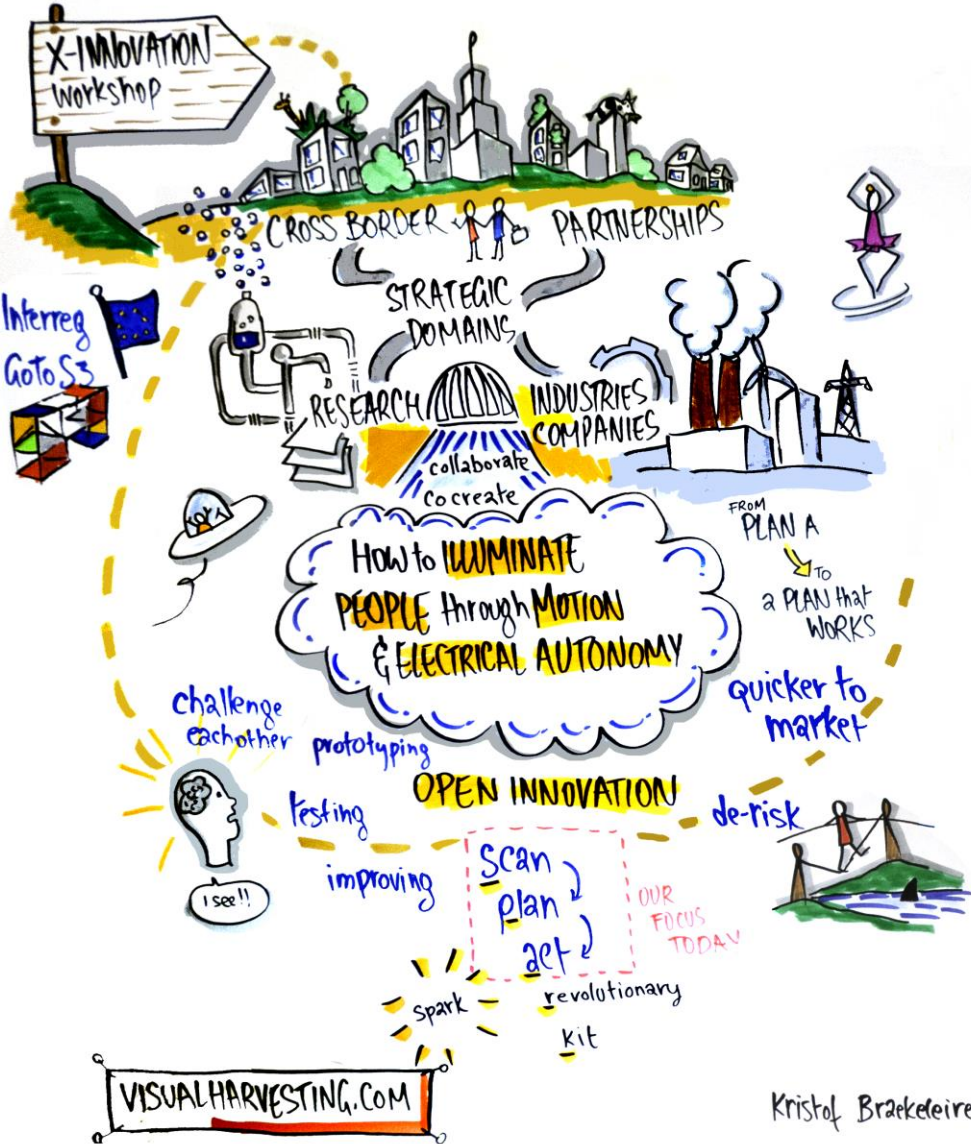 X-INNOVATION
workshop
CROSS BORDER
PARTNERSHIPS
STRATEGIC
DOMAINS
Interreg
GoTo S3
RESEARCH
INDUSTRIES
COMPANIES
collaborate
cocreate
FROM
PLAN A
TO
a PLAN that
WORKS
HOW to ILLUMINATE
PEOPLE through MOTION
& ELECTRICAL AUTONOMY
quicker to
market
challenge
eachother
prototyping
OPEN INNOVATION
testing
de-risk
improving
I see!!
scan
plan
act
OUR
FOCUS
TODAY
spark
revolutionary
kit
VISUALHARVESTING.COM
Kristof Braekeleire